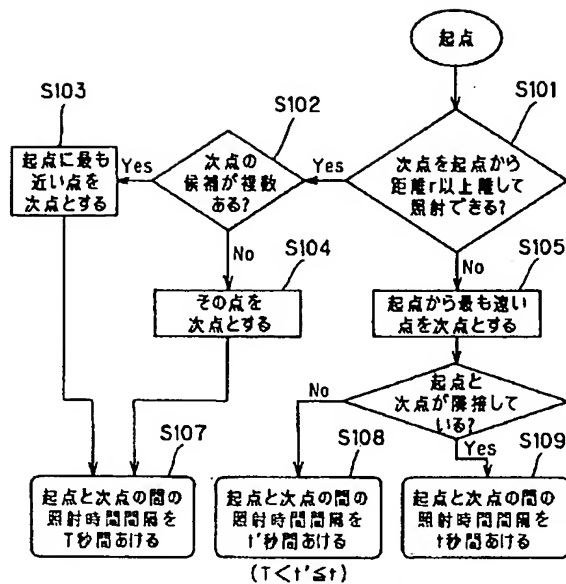 起点
S101
次点を起点から
距離r以上離して
照射できる?
Yes
No
S102
次点の
候補が複数
ある?
Yes
No
S103
起点に最も
近い点を
次点とする
S104
その点を
次点とする
S105
起点から最も遠い
点を次点とする
起点と
次点が隣接して
いる?
No
Yes
S107
起点と次点の間の
照射時間間隔を
T秒間あける
S108
起点と次点の間の
照射時間間隔を
t'秒間あける
(T<t'≦t)
S109
起点と次点の間の
照射時間間隔を
t秒間あける